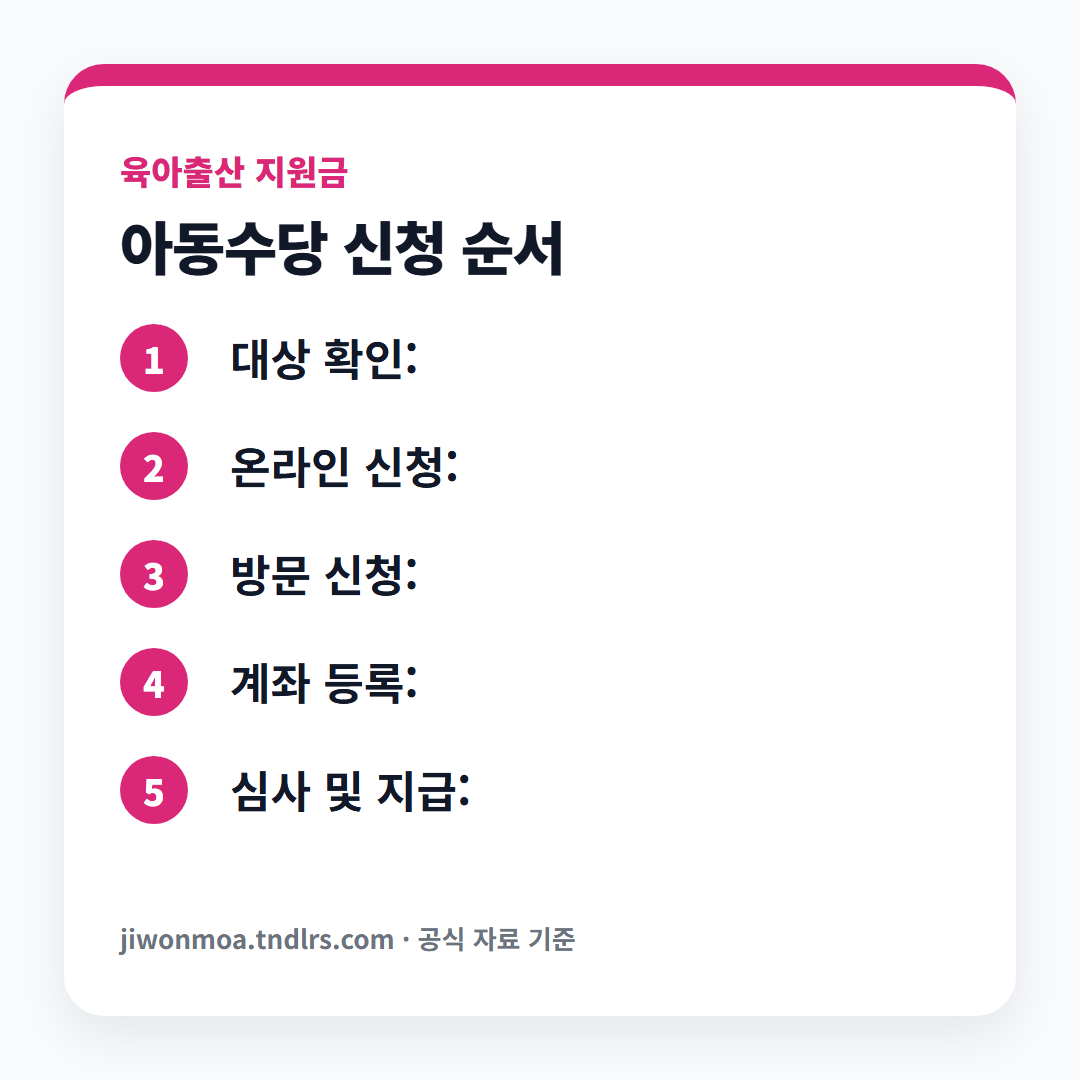 육아출산 지원금
아동수당 신청 순서
1 대상 확인:
2 온라인 신청:
3 방문 신청:
4 계좌 등록:
5 심사 및 지급:
jiwonmoa.tndlrs.com · 공식 자료 기준